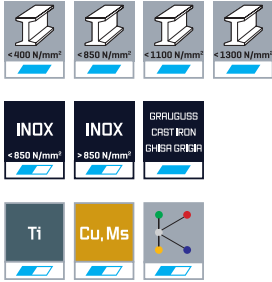 <400 N/mm² <850 N/mm² <1100 N/mm² <1300 N/mm²
INOX INOX GRAUGUSS
CAST IRON
GHISA GRIGIA
<850 N/mm² >850 N/mm²
Ti Cu, Ms